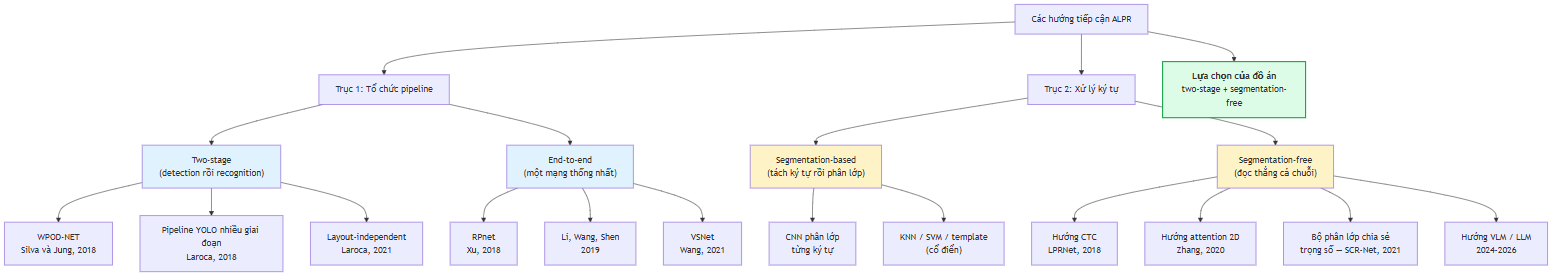 Các hướng tiếp cận ALPR
Trục 1: Tổ chức pipeline
Trục 2: Xử lý ký tự
Lựa chọn của đồ án
two-stage + segmentation-
free
Two-stage
(detection rồi recognition)
End-to-end
(một mạng thống nhất)
Segmentation-based
(tách ký tự rồi phân lớp)
Segmentation-free
(đọc thẳng cả chuỗi)
WPOD-NET
Silva và Jung, 2018
Pipeline YOLO nhiều giai
đoạn
Laroca, 2018
Layout-independent
Laroca, 2021
RPnet
Xu, 2018
Li, Wang, Shen
2019
VSNet
Wang, 2021
CNN phân lớp
từng ký tự
KNN / SVM / template
(cổ điển)
Hướng CTC
LPRNet, 2018
Hướng attention 2D
Zhang, 2020
Bộ phân lớp chia sẻ
trọng số — SCR-Net, 2021
Hướng VLM / LLM
2024-2026